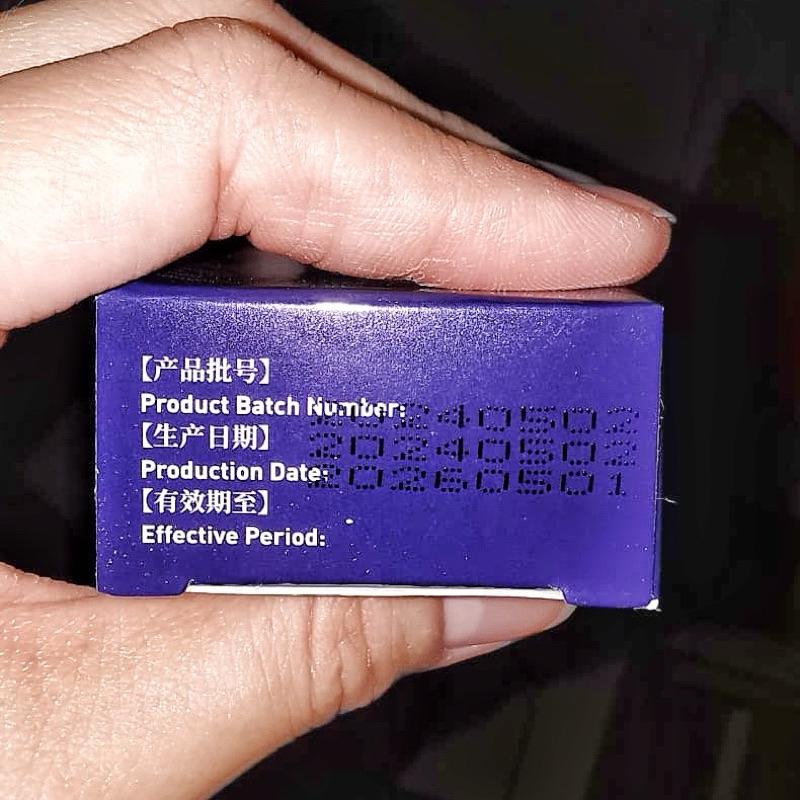 【产品批号】
Product Batch Number:
20240502
【生产日期】
20240502
Production Date:
20260501
【有效期至】
Effective Period: